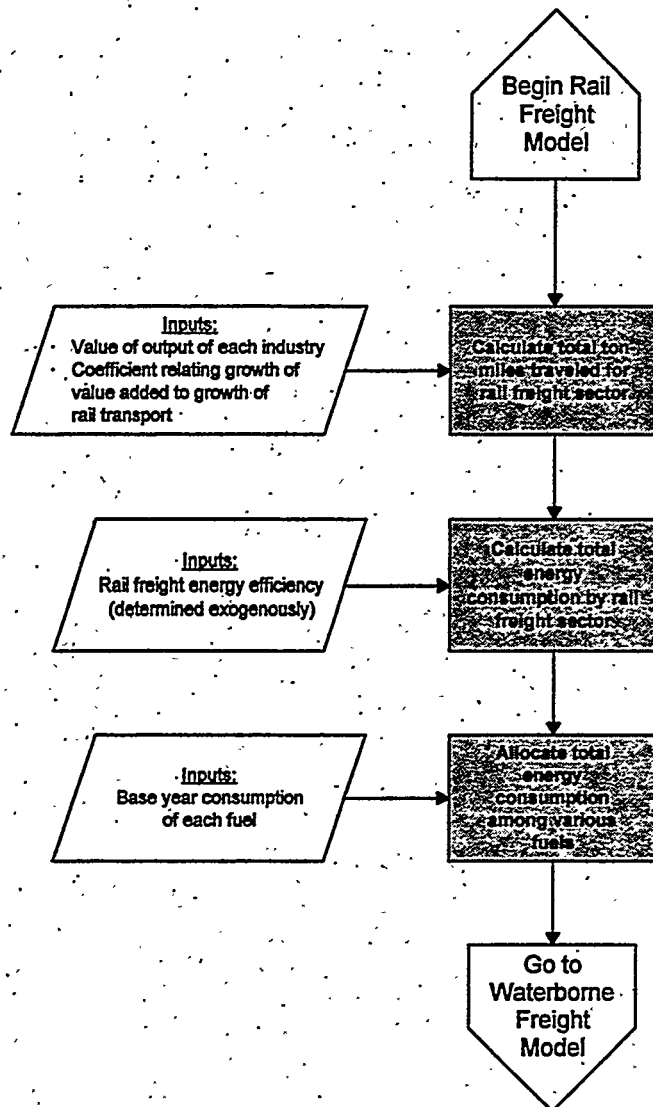 Begin Rail
Freight
Model
Inputs:
· Value of output of each industry
· Coefficient relating growth of
value added to growth of
rail transport
Calculate total ton
miles traveled for
rail freight sector
Inputs:
Rail freight energy efficiency
(determined exogenously)
Calculate total
energy
consumption by rail
freight sector
Inputs:
Base year consumption
of each fuel
Allocate total
energy
consumption
among various
fuels
Go to
Waterborne
Freight
Model